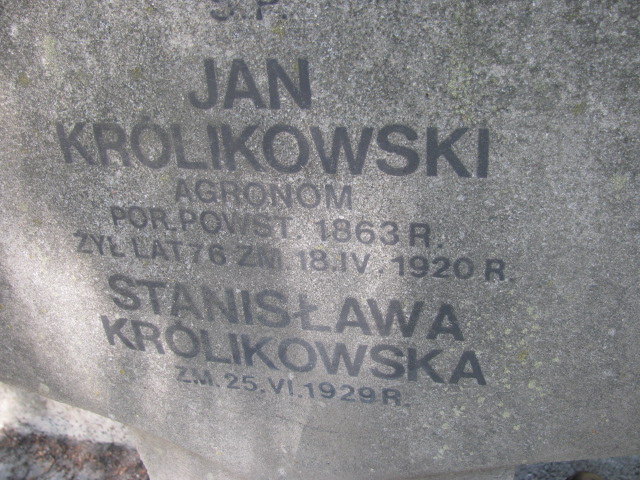 Ś.P.
JAN
KRÓLIKOWSKI
AGRONOM
POR.POWST. 1863 R.
ŻYŁ LAT 76 ZM. 18.IV.1920 R.
STANISŁAWA
KRÓLIKOWSKA
ZM. 25.VI.1929 R.